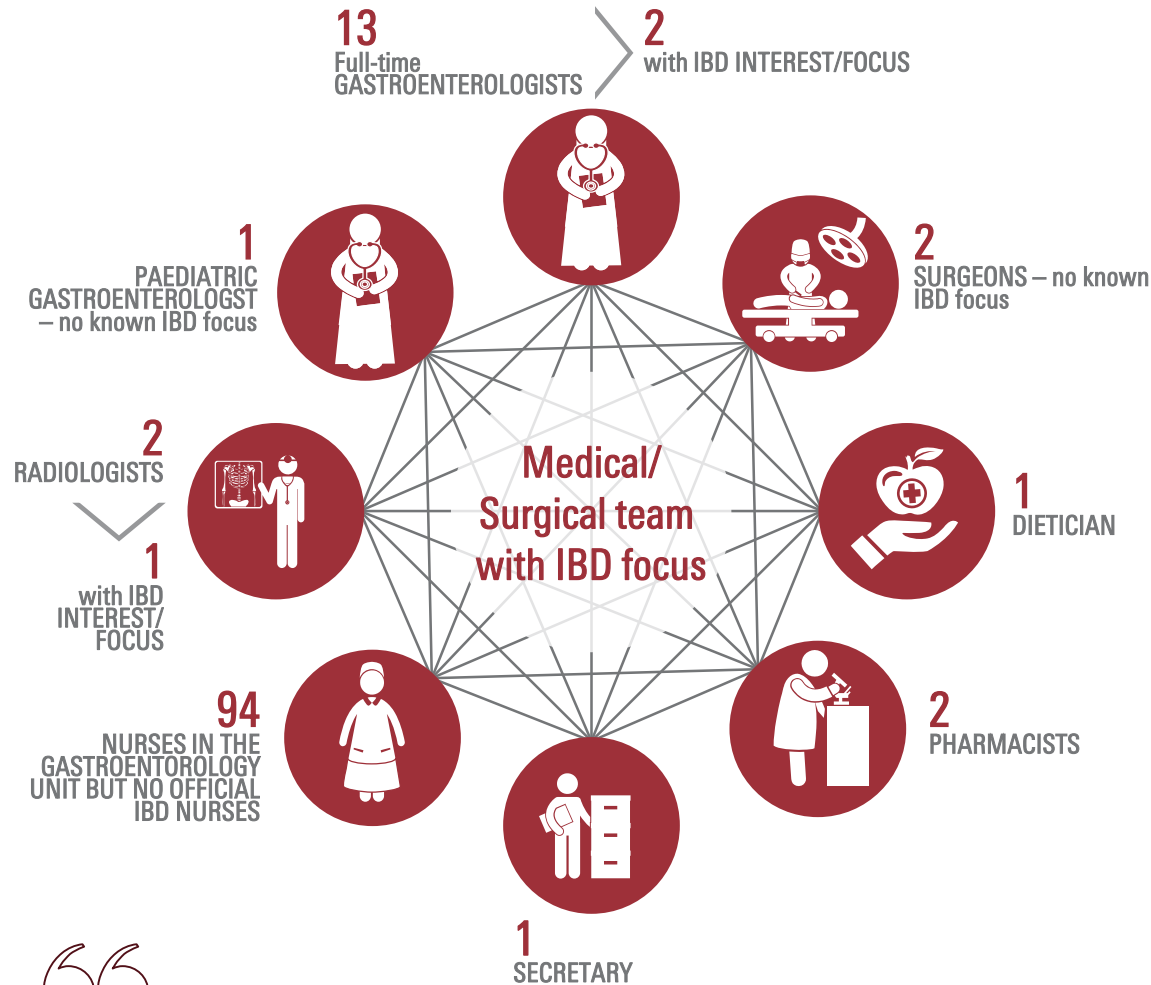 13
Full-time
GASTROENTEROLOGISTS
2
with IBD INTEREST/FOCUS
1
PAEDIATRIC
GASTROENTEROLOGST
– no known IBD focus
2
SURGEONS – no known
IBD focus
2
RADIOLOGISTS
1
with IBD
INTEREST/
FOCUS
Medical/
Surgical team
with IBD focus
1
DIETICIAN
94
NURSES IN THE
GASTROENTOROLOGY
UNIT BUT NO OFFICIAL
IBD NURSES
2
PHARMACISTS
1
SECRETARY
“